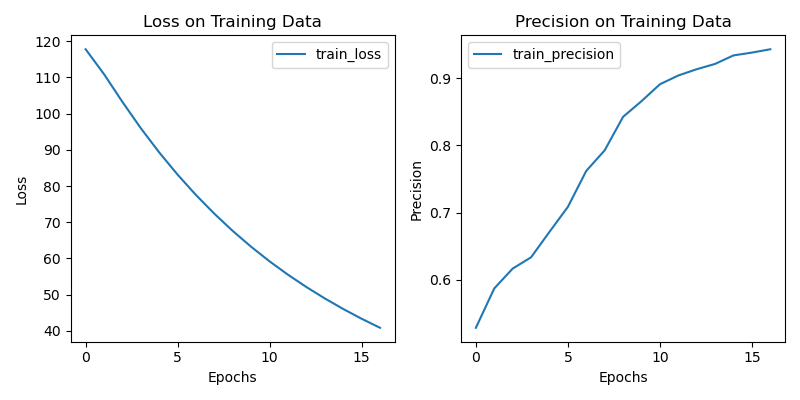 Loss on Training Data
120
110
100
90
80
70
60
50
40
Loss
train_loss
0 5 10 15
Epochs
Precision on Training Data
0.9
0.8
0.7
0.6
Precision
train_precision
0 5 10 15
Epochs